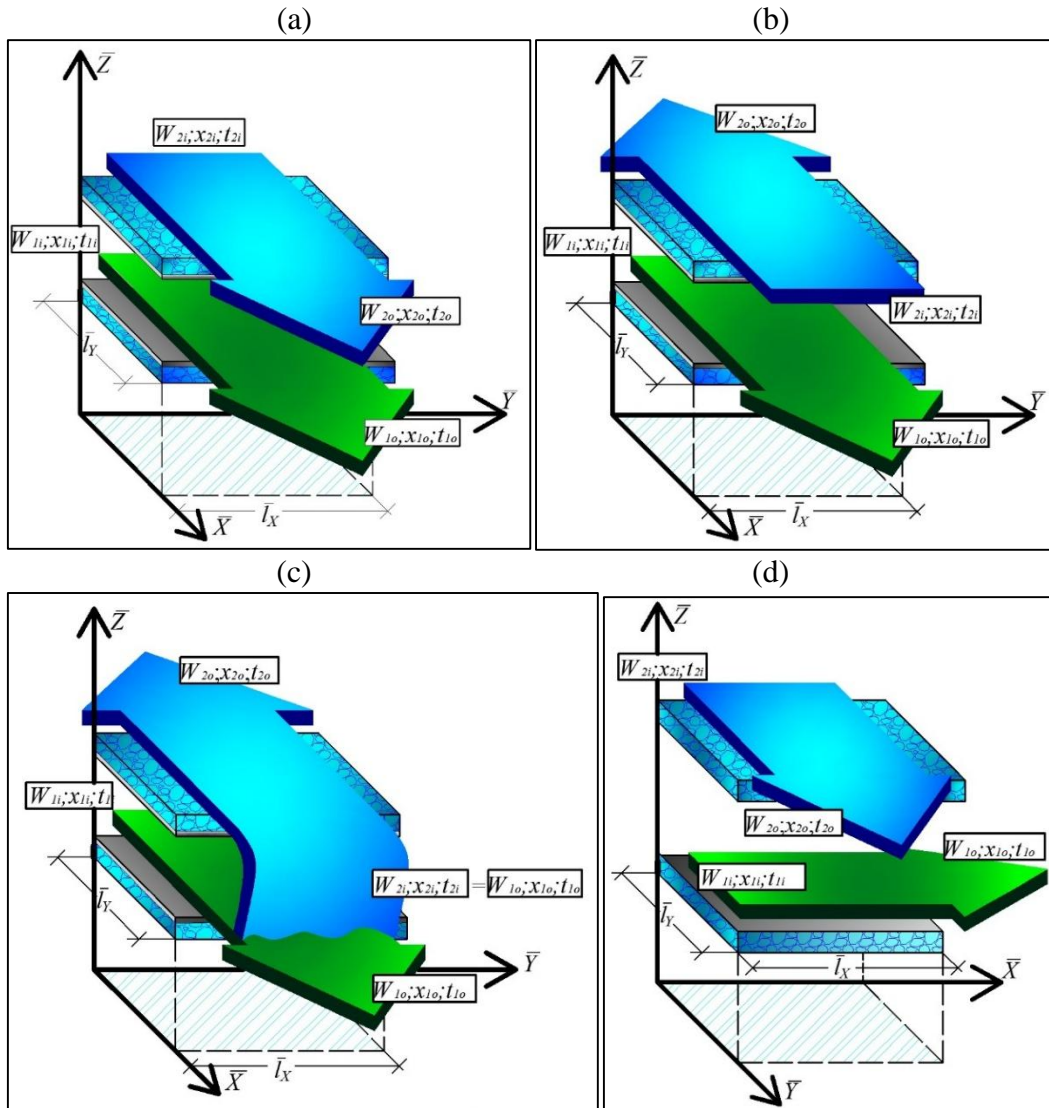 (a)
Z̅
W2i;x2i;t2i
W1i;x1i;t1i
W2o;x2o;t2o
l̅Y
Y̅
W1o;x1o;t1o
X̅
l̅X
(b)
Z̅
W2o;x2o;t2o
W1i;x1i;t1i
W2i;x2i;t2i
l̅Y
Y̅
W1o;x1o;t1o
X̅
l̅X
(c)
Z̅
W2o;x2o;t2o
W1i;x1i;t1
W2i;x2i;t2i=W1o;x1o;t1o
l̅Y
Y̅
W1o;x1o;t1o
X̅
l̅X
(d)
Z̅
W2i;x2i;t2i
W2o;x2o;t2o
W1o;x1o;t1o
W1i;x1i;t1i
l̅Y
l̅X
X̅
Y̅